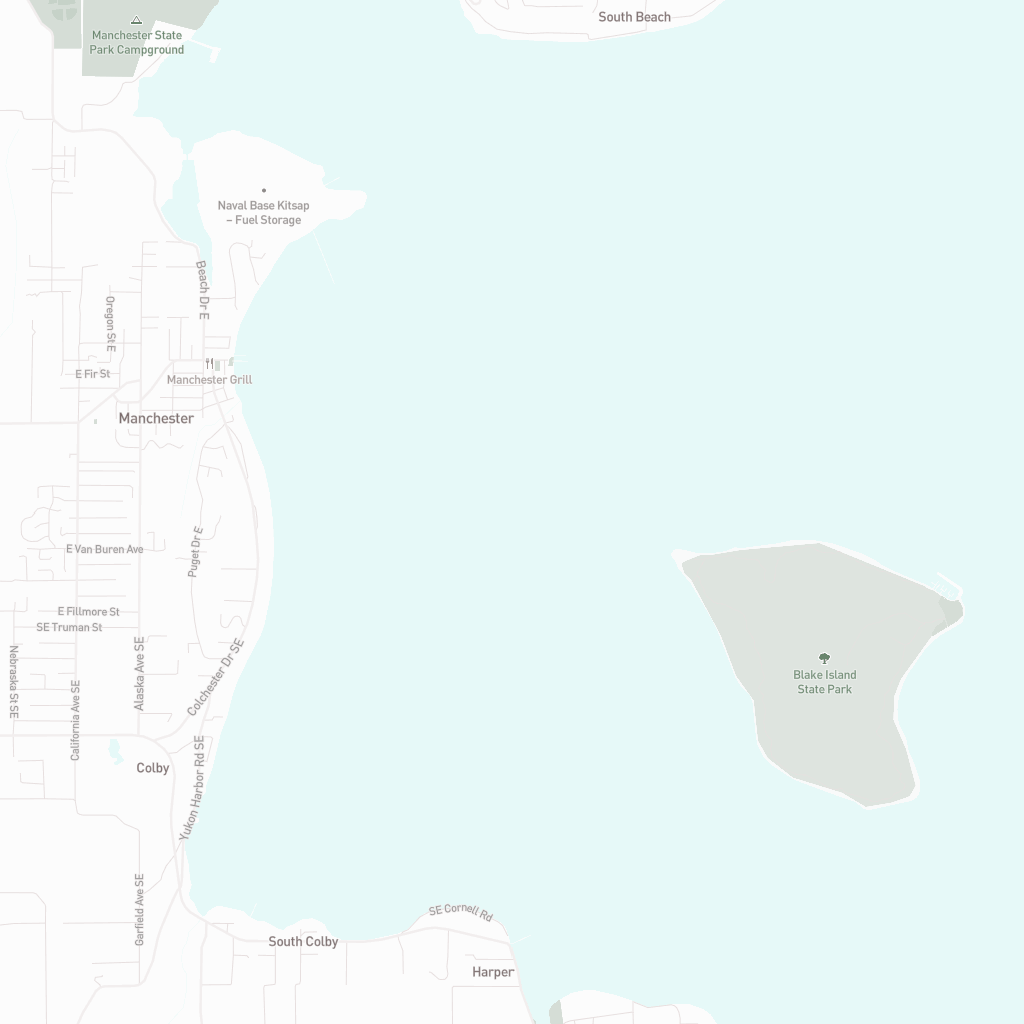 South Beach
Manchester State
Park Campground
Naval Base Kitsap
– Fuel Storage
Beach Dr E
Oregon St E
E Fir St
Manchester Grill
Manchester
Puget Dr E
E Van Buren Ave
E Fillmore St
SE Truman St
Nebraska St SE
California Ave SE
Alaska Ave SE
Colchester Dr SE
Blake Island
State Park
Colby
Yukon Harbor Rd SE
Garfield Ave SE
SE Cornell Rd
South Colby
Harper